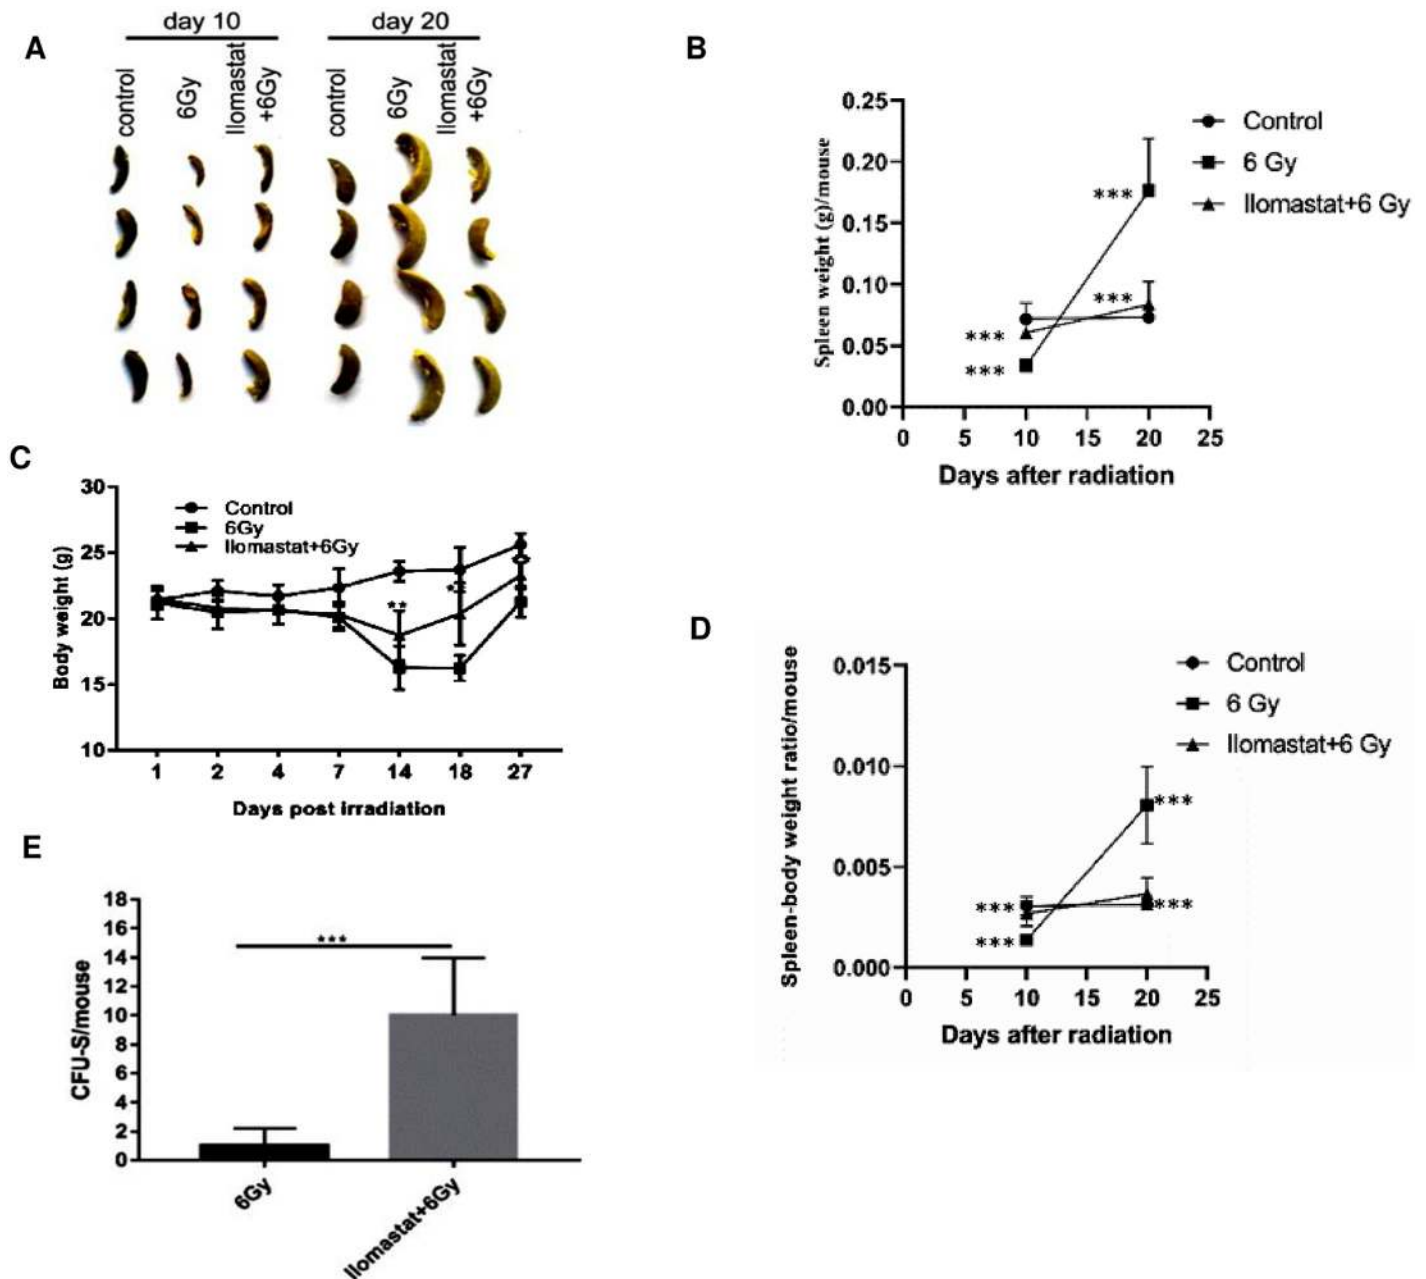 A
day 10
day 20
control
6Gy
Ilomastat
+6Gy
control
6Gy
Ilomastat
+6Gy
B
0.25
0.20
0.15
0.10
0.05
0.00
Spleen weight (g)/mouse
***
***
***
***
0 5 10 15 20 25
Days after radiation
Control
6 Gy
Ilomastat+6 Gy
C
30
25
20
15
10
Body weight (g)
Control
6Gy
Ilomastat+6Gy
**
1 2 4 7 14 18 27
Days post irradiation
D
0.015
0.010
0.005
0.000
Spleen-body weight ratio/mouse
Control
6 Gy
Ilomastat+6 Gy
***
***
***
***
0 5 10 15 20 25
Days after radiation
E
18
16
14
12
10
8
6
4
2
0
CFU-S/mouse
***
6Gy
Ilomastat+6Gy